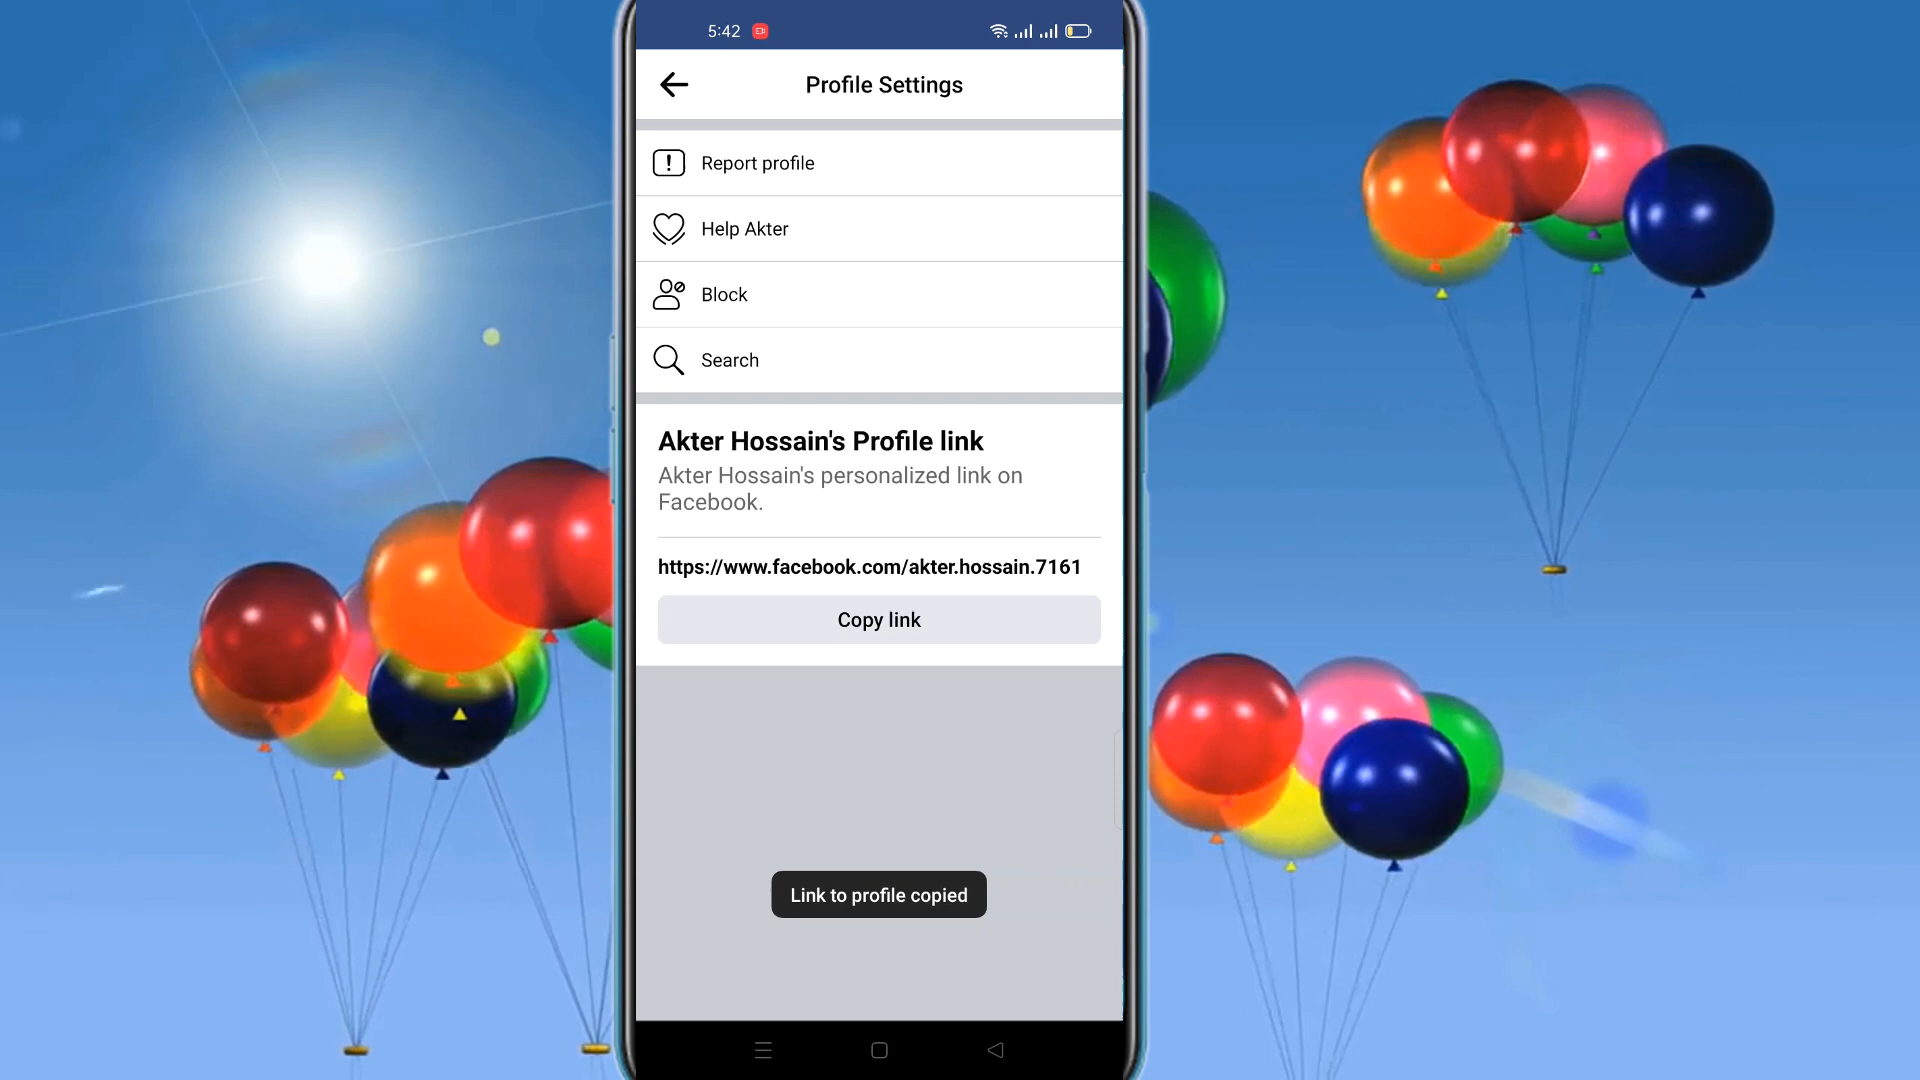 5:42
Profile Settings
Report profile
Help Akter
Block
Search
Akter Hossain's Profile link
Akter Hossain's personalized link on
Facebook.
https://www.facebook.com/akter.hossain.7161
Copy link
Link to profile copied